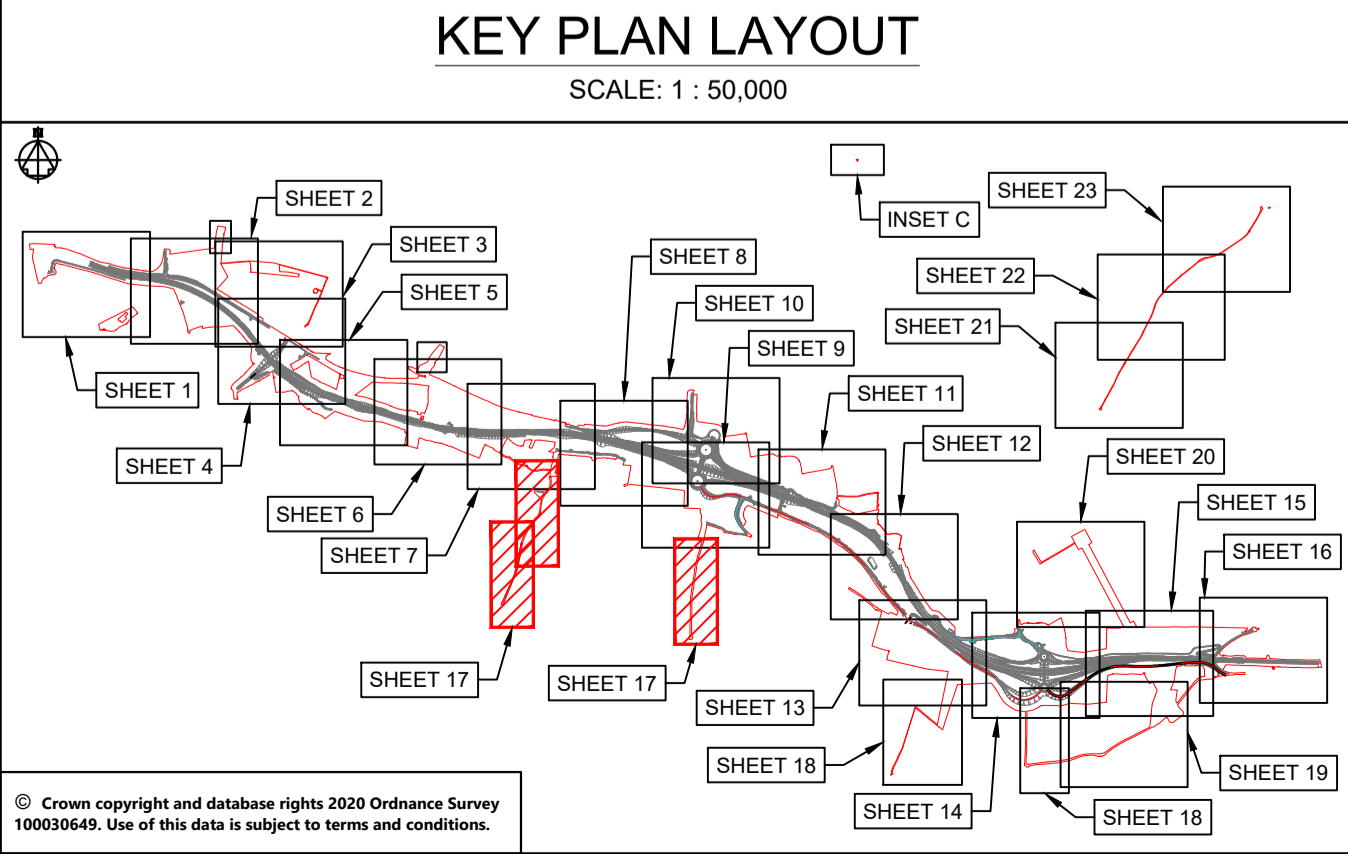 KEY PLAN LAYOUT
SCALE: 1 : 50,000
N
SHEET 2
SHEET 23
INSET C
SHEET 3
SHEET 8
SHEET 22
SHEET 5
SHEET 10
SHEET 21
SHEET 9
SHEET 1
SHEET 11
SHEET 12
SHEET 4
SHEET 20
SHEET 15
SHEET 6
SHEET 7
SHEET 16
SHEET 17
SHEET 17
SHEET 13
SHEET 18
SHEET 19
SHEET 14
SHEET 18
© Crown copyright and database rights 2020 Ordnance Survey
100030649. Use of this data is subject to terms and conditions.